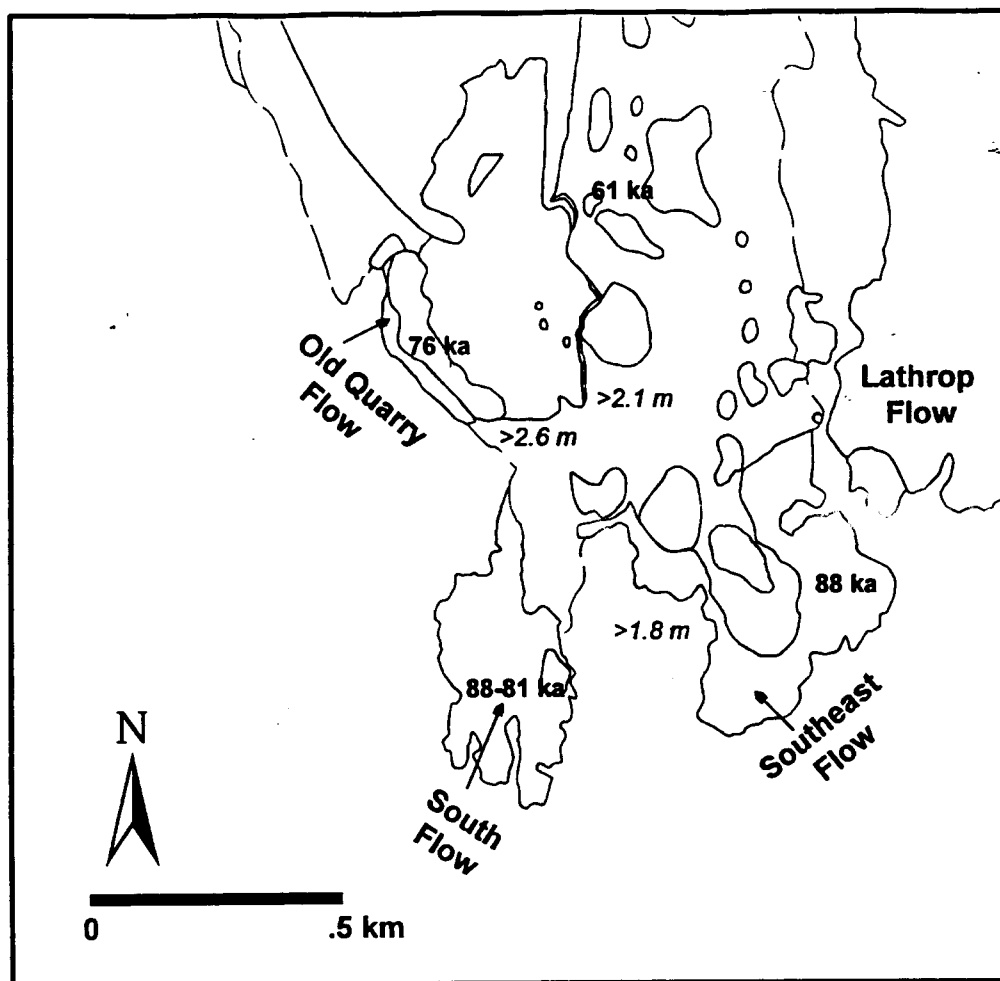 61 ka
Old Quarry
Flow
76 ka
>2.1 m
>2.6 m
Lathrop
Flow
88 ka
>1.8 m
88-81 ka
Southeast
Flow
South
Flow
N
0
.5 km